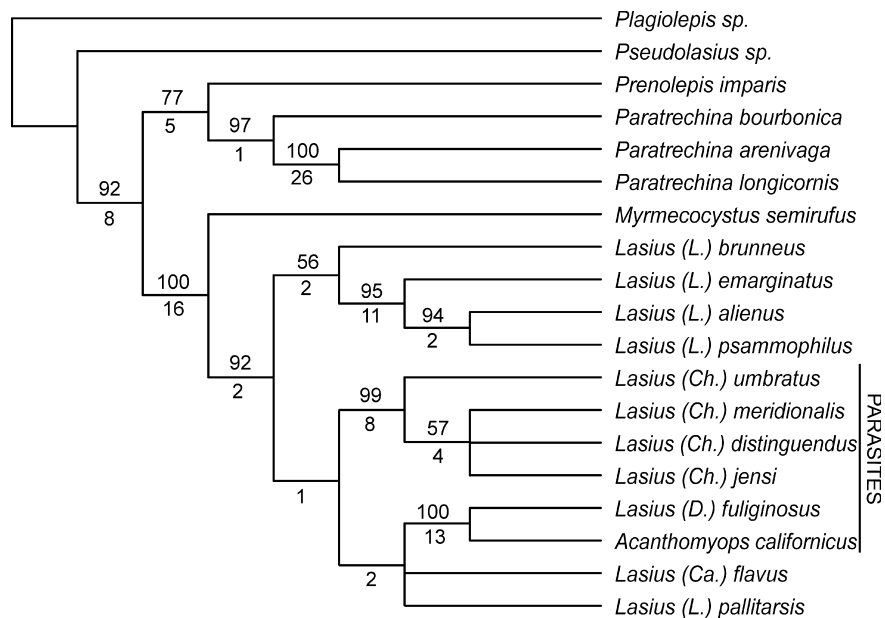 Plagiolepis sp.
Pseudolasius sp.
77
Prenolepis imparis
5
97
Paratrechina bourbonica
1
100
Paratrechina arenivaga
26
Paratrechina longicornis
92
8
Myrmecocystus semirufus
56
Lasius (L.) brunneus
2
100
16
95
Lasius (L.) emarginatus
11
94
Lasius (L.) alienus
2
Lasius (L.) psammophilus
92
2
99
Lasius (Ch.) umbratus
8
57
Lasius (Ch.) meridionalis
4
Lasius (Ch.) distinguendus
Lasius (Ch.) jensi
PARASITES
1
100
Lasius (D.) fuliginosus
13
Acanthomyops californicus
2
Lasius (Ca.) flavus
Lasius (L.) pallitarsis